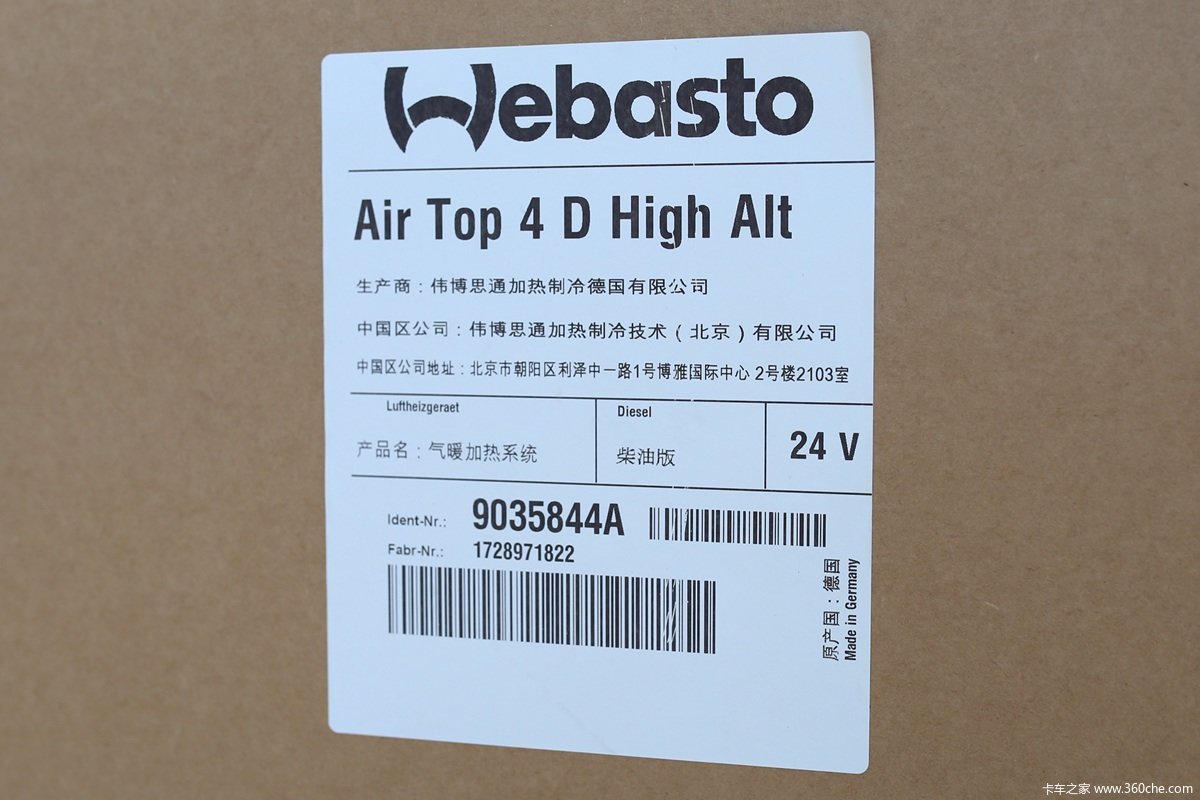 Webasto
Air Top 4 D High Alt
生产商：伟博思通加热制冷德国有限公司
中国区公司：伟博思通加热制冷技术（北京）有限公司
中国区公司地址：北京市朝阳区利泽中一路1号博雅国际中心 2号楼2103室
Luftheizgeraet
产品名：气暖加热系统
Diesel
柴油版
24 V
Ident-Nr.: 9035844A
Fabr-Nr.: 1728971822
原产国：德国
Made in Germany
卡车之家 www.360che.com